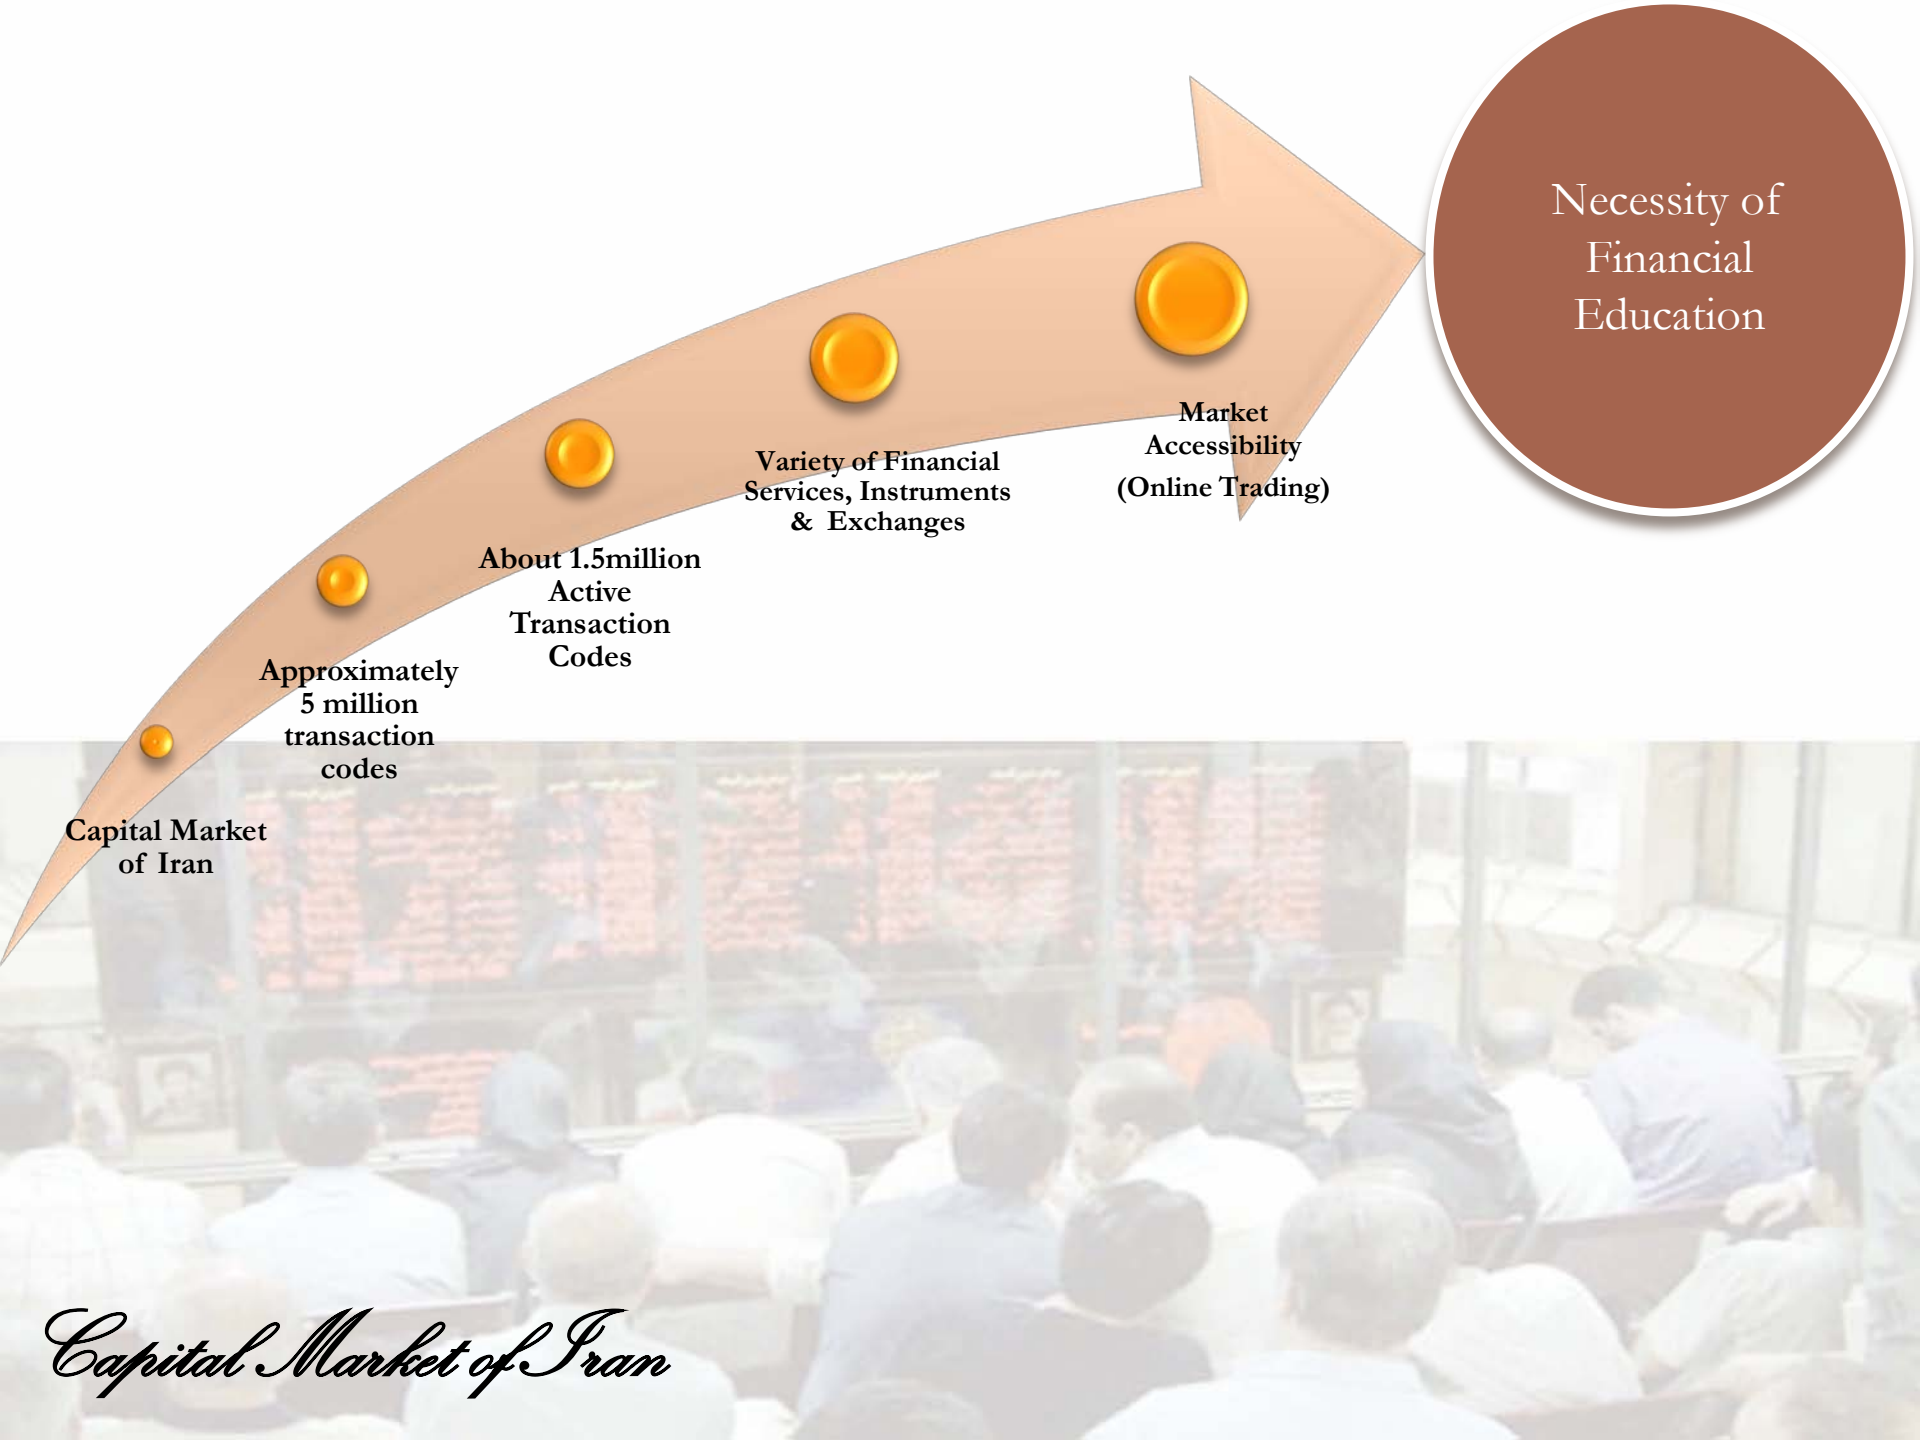 Necessity of
Financial
Education
Market
Accessibility
(Online Trading)
Variety of Financial
Services, Instruments
& Exchanges
About 1.5million
Active
Transaction
Codes
Approximately
5 million
transaction
codes
Capital Market
of Iran
Capital Market of Iran